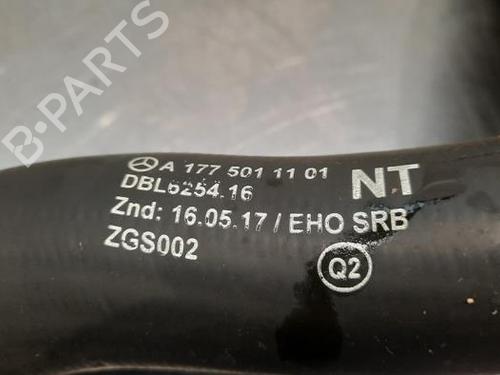 A 177 501 11 01 NT
DBL6254.16
Znd: 16.05.17 / EHO SRB
ZGS002
Q2
B-PARTS